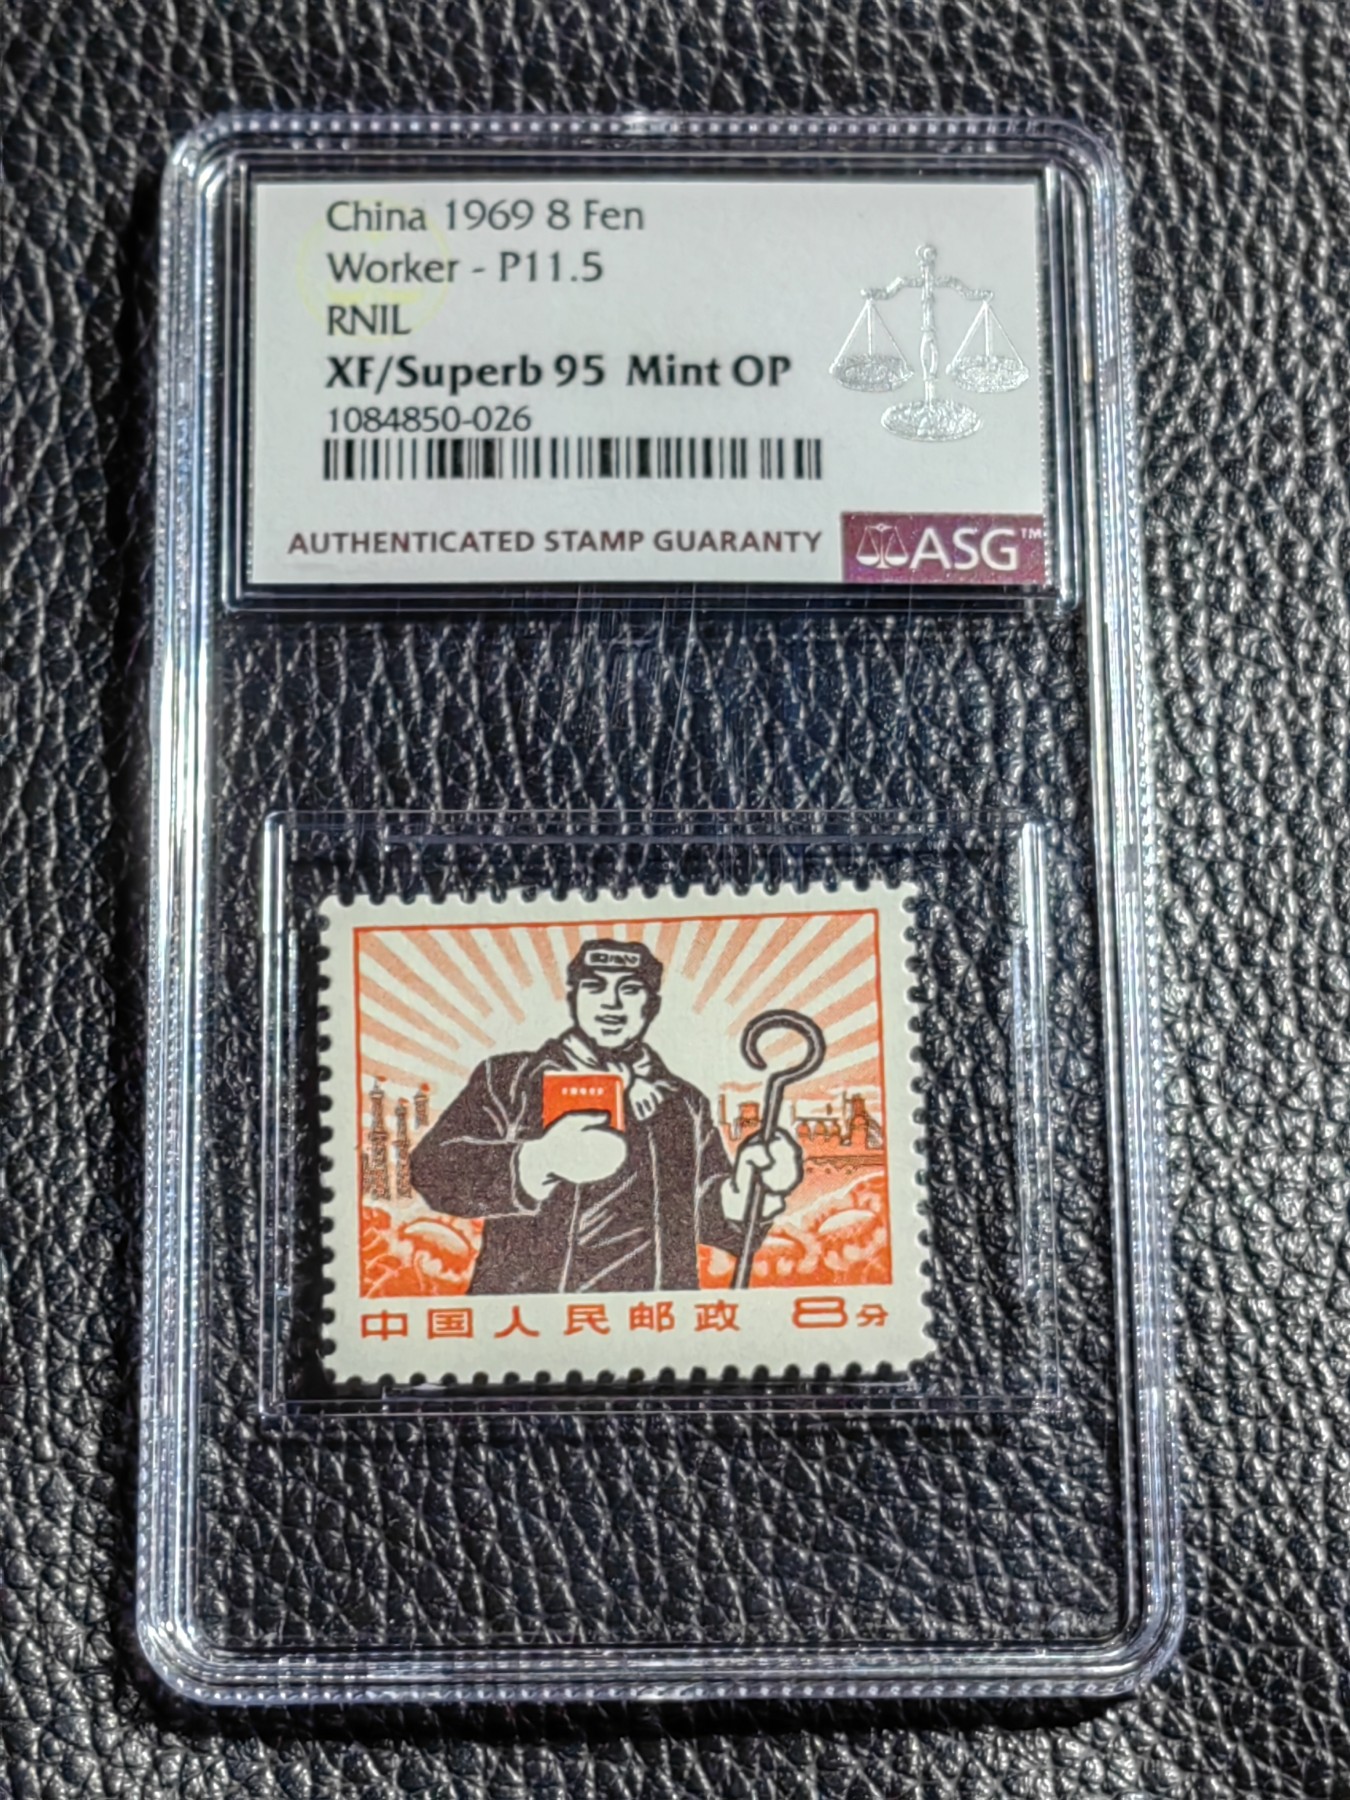 China 1969 8 Fen
Worker - P11.5
RNIL
XF/Superb 95 Mint OP
1084850-026
AUTHENTICATED STAMP GUARANTY
ASG™
中国人民邮政 8分